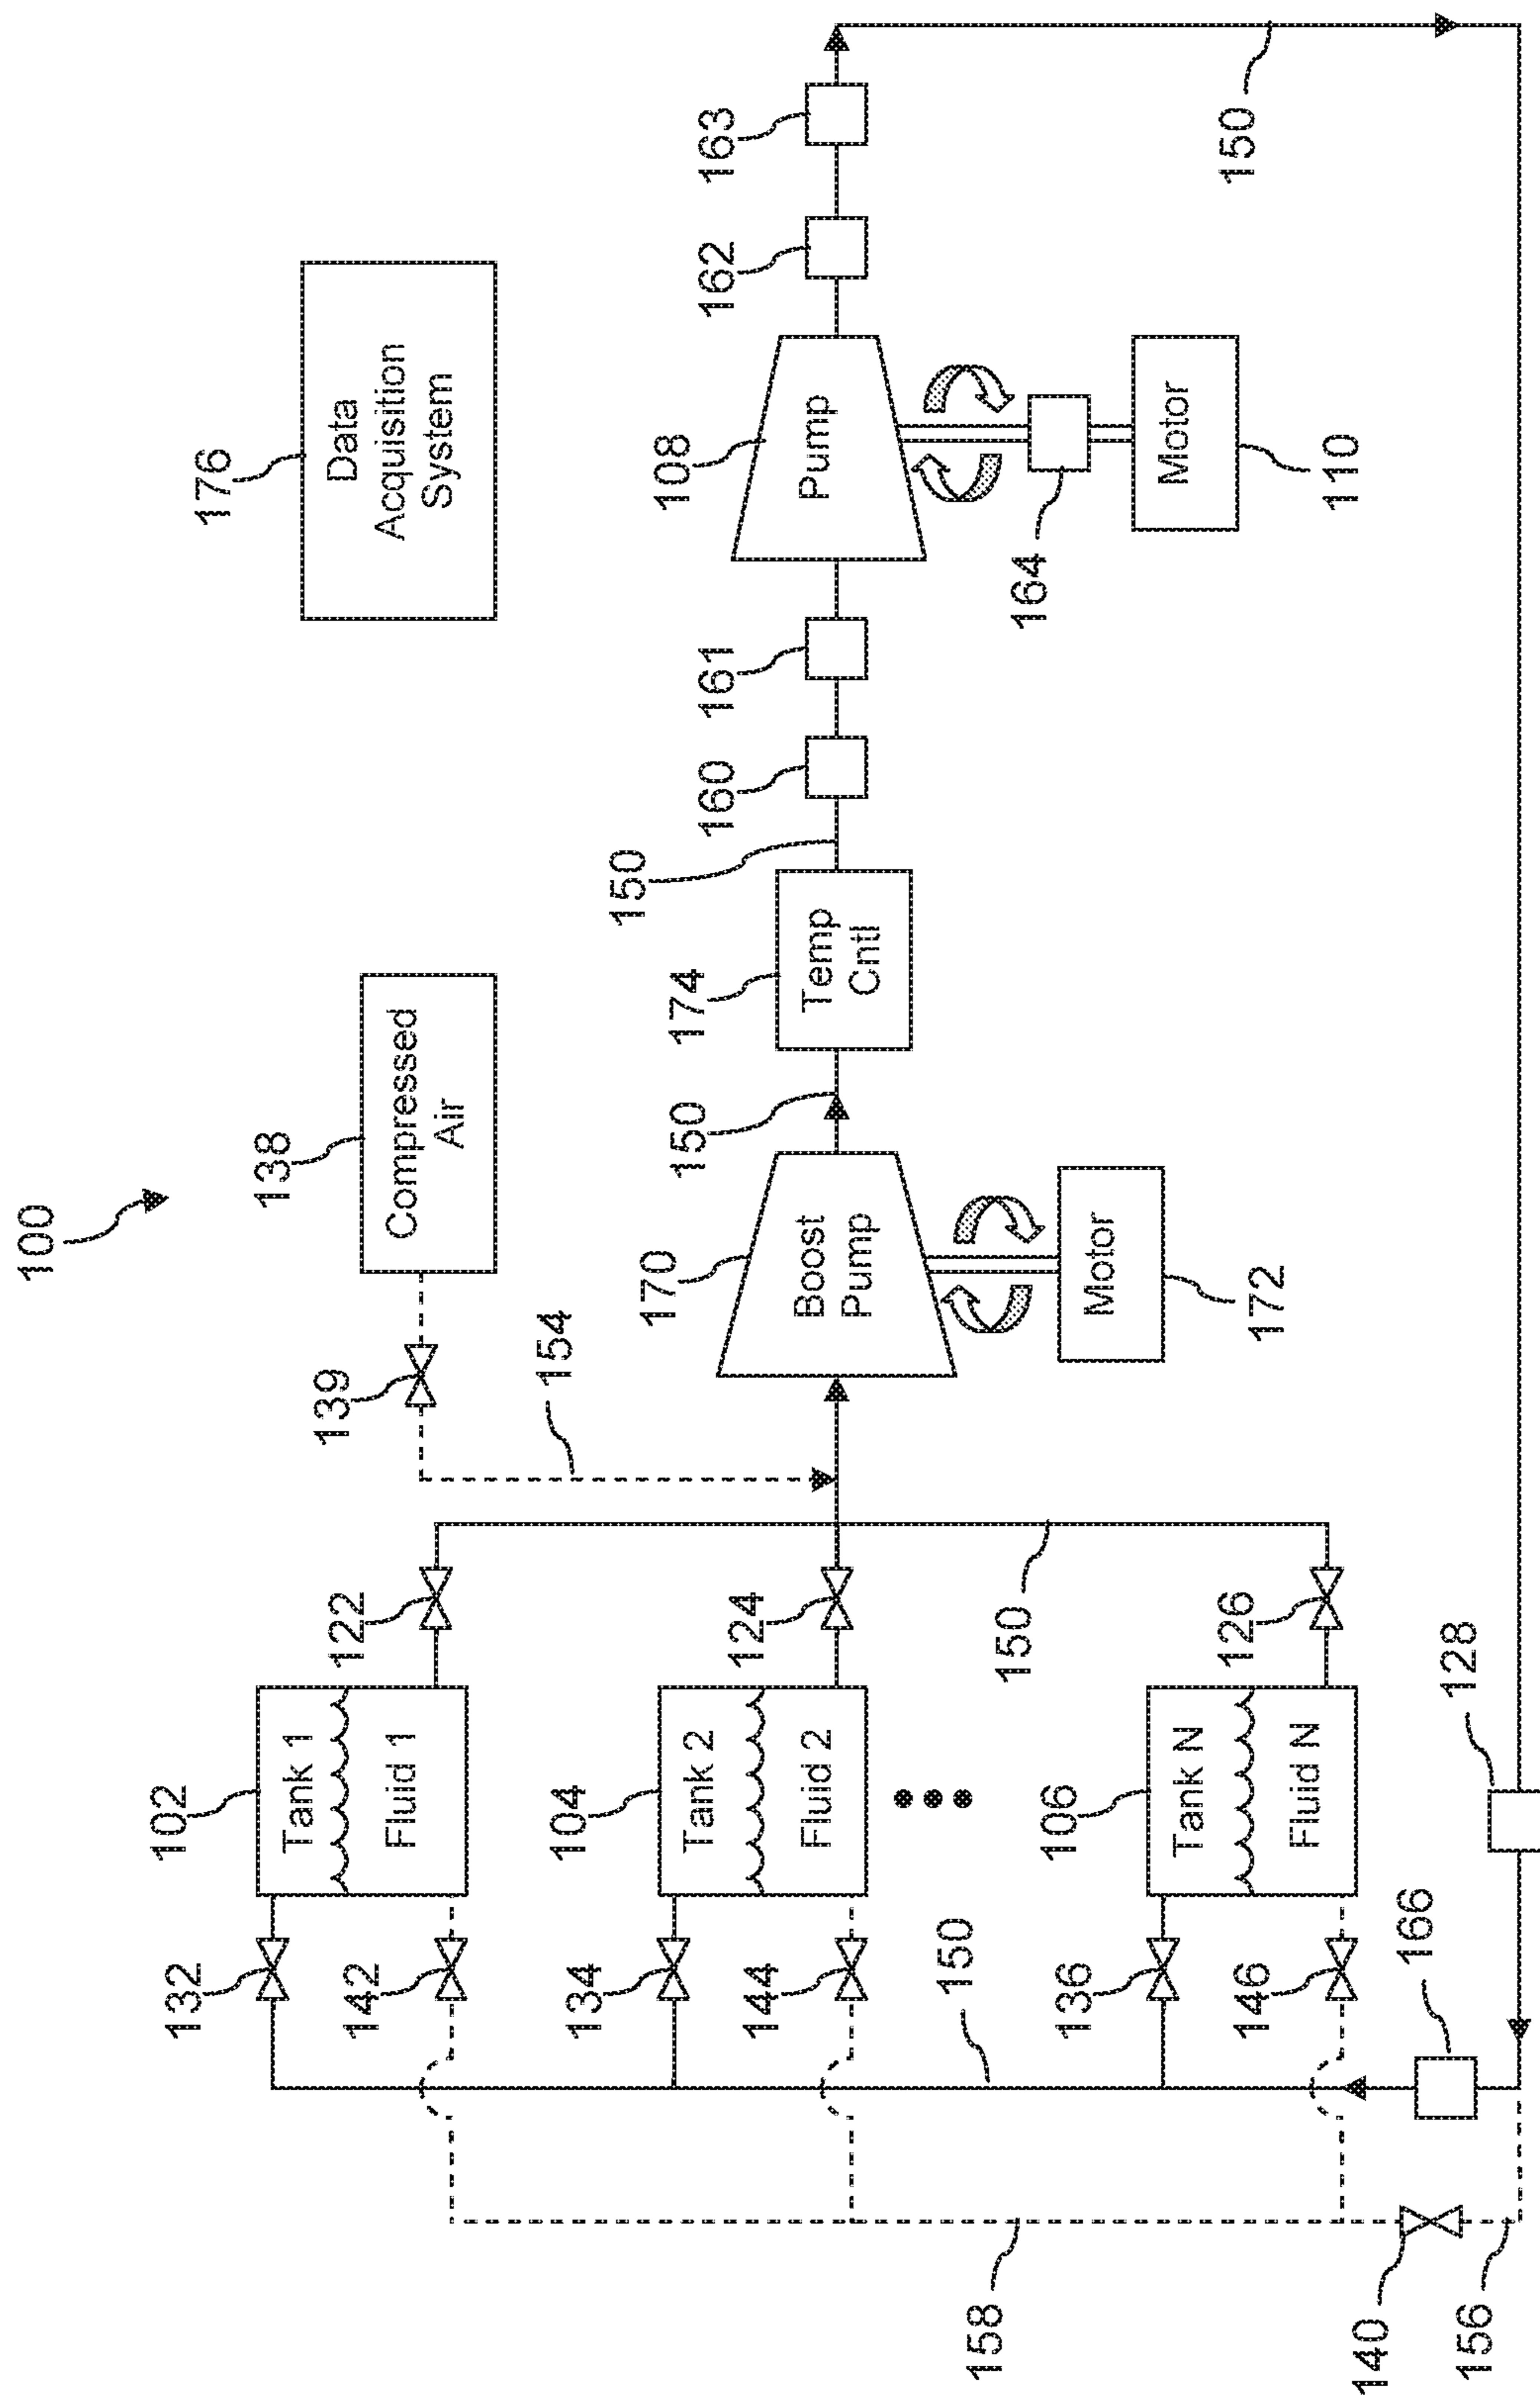 100
176
Data
Acquisition
System
138
Compressed
Air
139
154
102
Tank 1
Fluid 1
122
132
142
104
Tank 2
Fluid 2
124
134
144
106
Tank N
Fluid N
126
136
146
150
150
170
Boost
Pump
172
Motor
150
174
Temp
Cntl
150
160
161
108
Pump
164
Motor
110
162
163
150
128
166
158
140
156